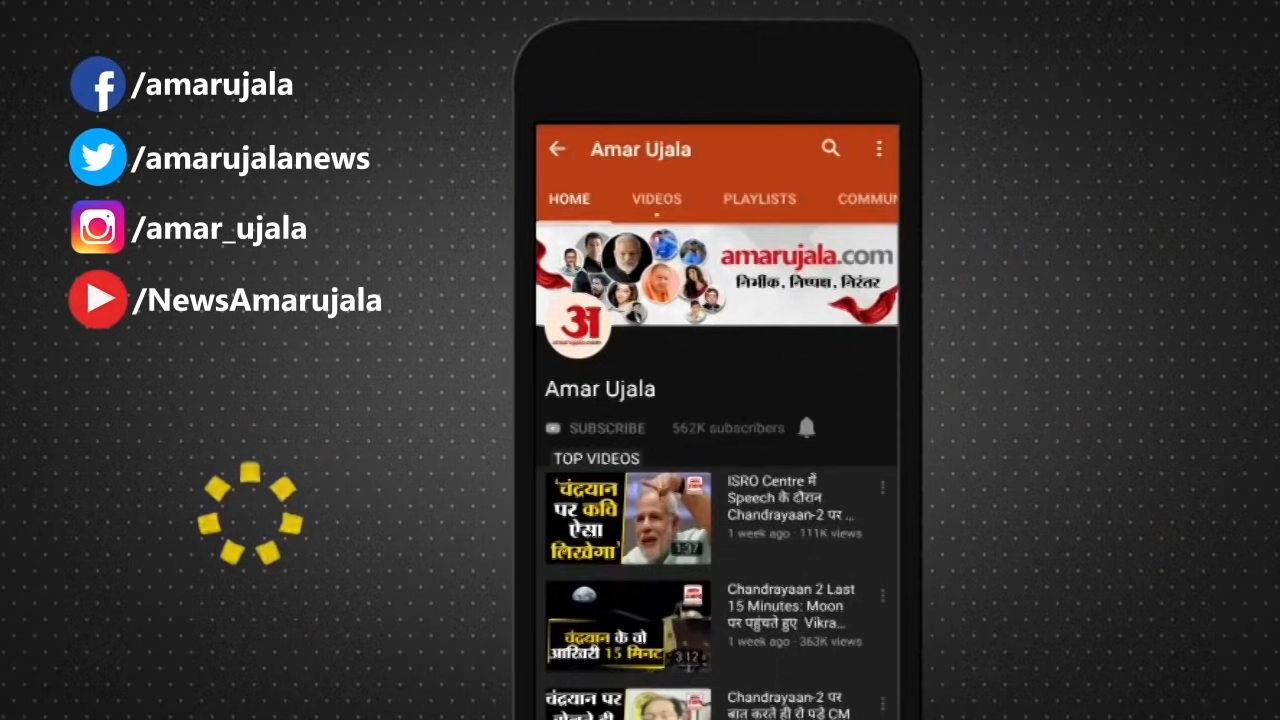 /amarujala
/amarujalanews
/amar_ujala
/NewsAmarujala
Amar Ujala
HOME VIDEOS PLAYLISTS COMMUN
amarujala.com
निर्भीक, निष्पक्ष, निरंतर
अ
amarujala.com
Amar Ujala
SUBSCRIBE 562K subscribers
TOP VIDEOS
'चंद्रयान
पर कवि
ऐसा
लिखेगा'
1:37
ISRO Centre में
Speech के दौरान
Chandrayaan-2 पर ...
1 week ago · 111K views
चंद्रयान के वो
आखिरी 15 मिनट
3:12
Chandrayaan 2 Last
15 Minutes: Moon
पर पहुंचते हुए Vikra...
1 week ago · 363K views
चंद्रयान पर
Chandrayaan-2 पर
बात करते ही रो पड़े CM